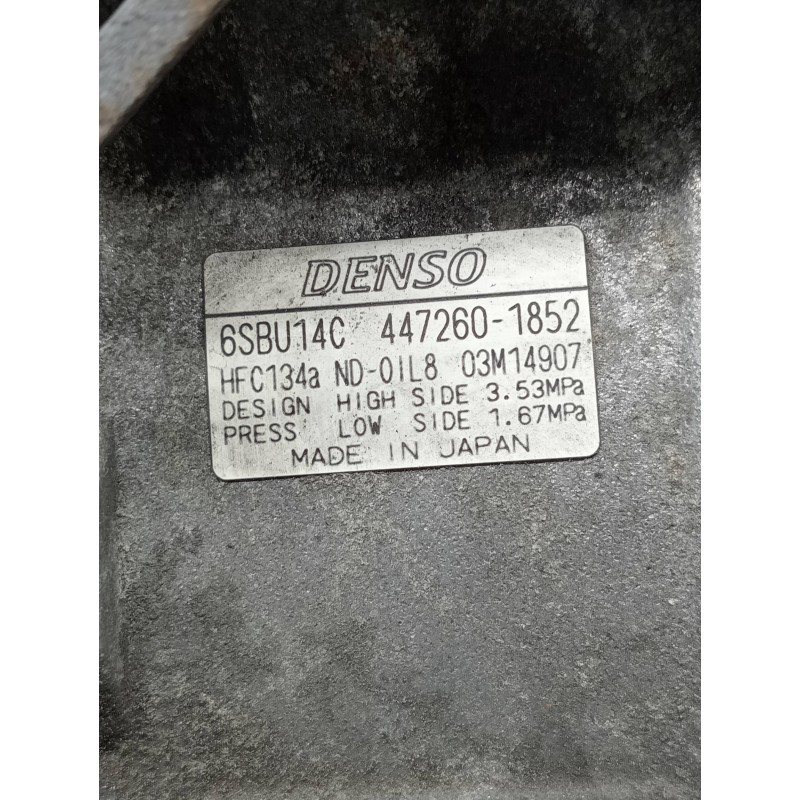 DENSO
6SBU14C 447260-1852
HFC134a ND-OIL8 03M14907
DESIGN HIGH SIDE 3.53MPa
PRESS LOW SIDE 1.67MPa
MADE IN JAPAN